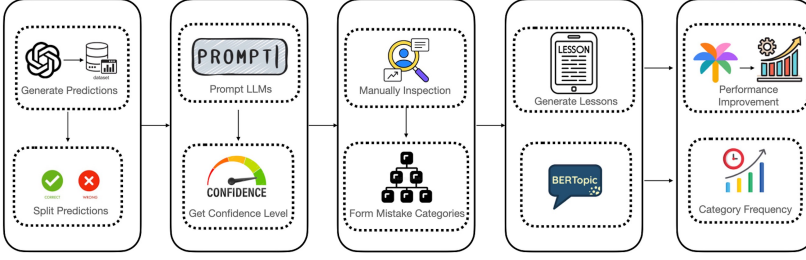 dataset
Generate Predictions
CORRECT
WRONG
Split Predictions
PROMPT
Prompt LLMs
CONFIDENCE
Get Confidence Level
Manually Inspection
Form Mistake Categories
LESSON
Generate Lessons
BERTopic
Performance
Improvement
Category Frequency